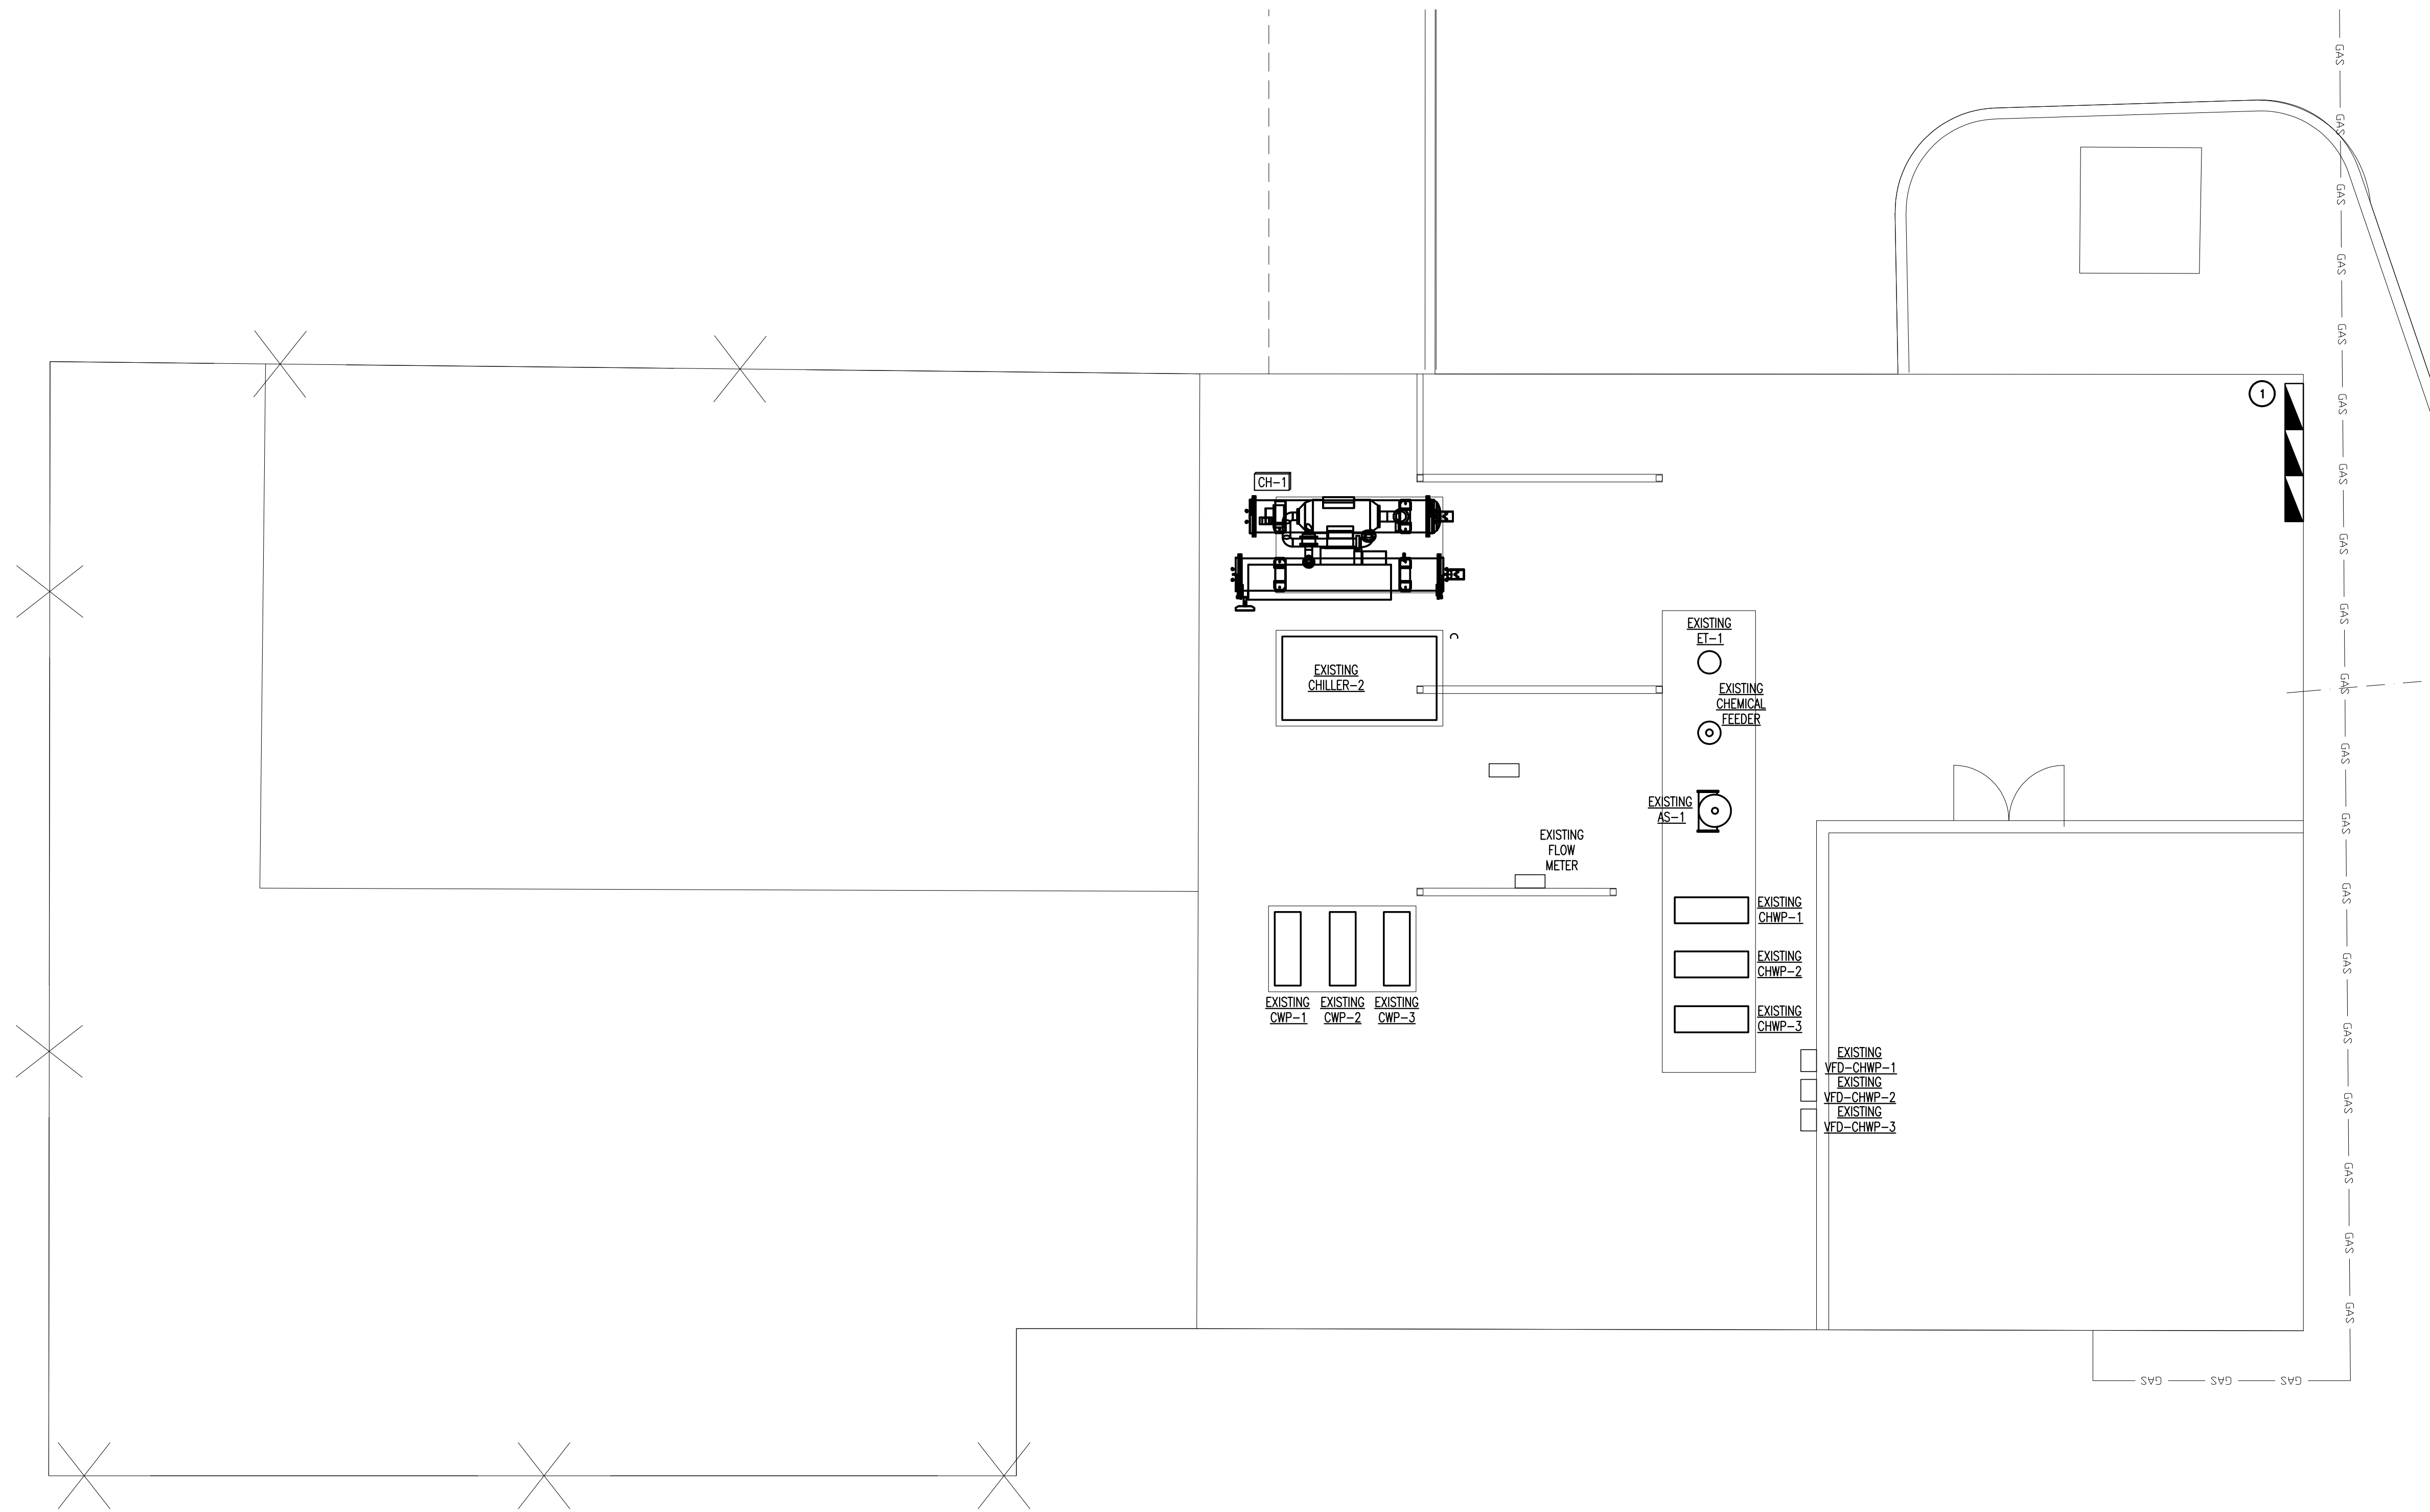 GAS
GAS
GAS
GAS
GAS
1
GAS
CH-1
GAS
GAS
GAS
EXISTING
ET-1
EXISTING
CHILLER-2
GAS
EXISTING
CHEMICAL
FEEDER
GAS
EXISTING
AS-1
GAS
EXISTING
FLOW
METER
GAS
EXISTING
CHWP-1
GAS
EXISTING
CHWP-2
EXISTING
CWP-1
EXISTING
CWP-2
EXISTING
CWP-3
EXISTING
CHWP-3
GAS
EXISTING
VFD-CHWP-1
EXISTING
VFD-CHWP-2
EXISTING
VFD-CHWP-3
GAS
GAS
GAS
GAS
GAS
GAS
GAS